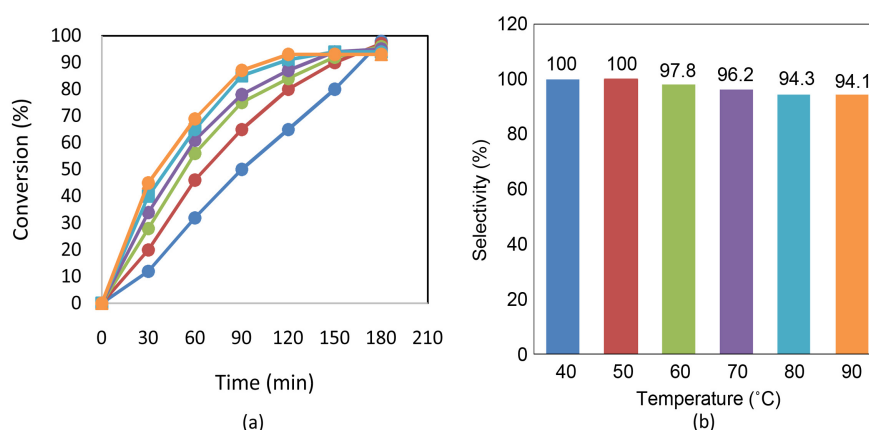 100
90
80
70
60
50
40
30
20
10
0
0 30 60 90 120 150 180 210
Conversion (%)
Time (min)
(a)
120
100
80
60
40
20
0
100 100 97.8 96.2 94.3 94.1
40 50 60 70 80 90
Selectivity (%)
Temperature (˚C)
(b)